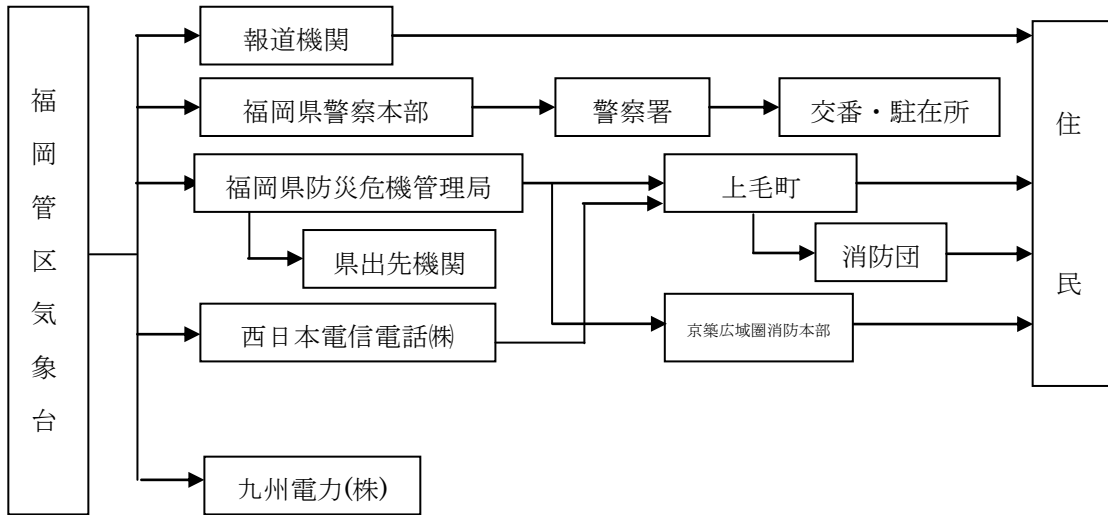 福岡管区気象台
報道機関
福岡県警察本部
警察署
交番・駐在所
福岡県防災危機管理局
上毛町
県出先機関
消防団
西日本電信電話㈱
京築広域圏消防本部
九州電力(株)
住民